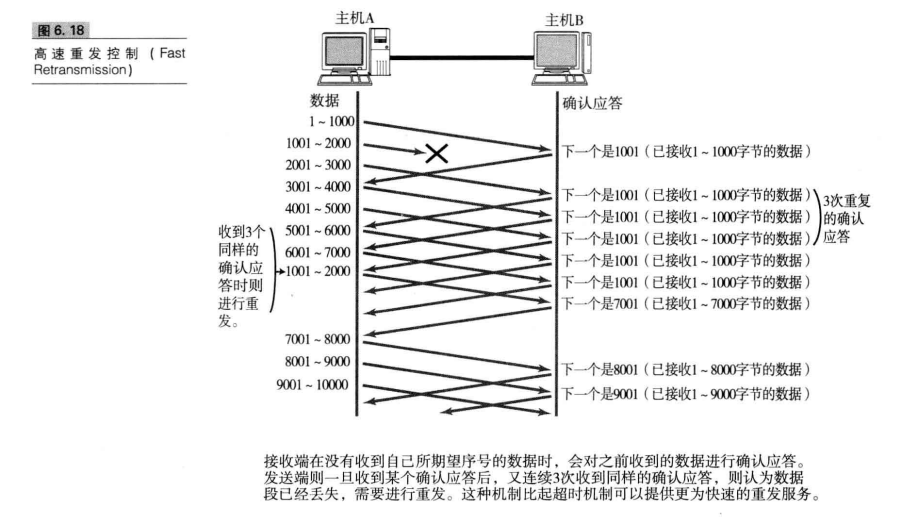 图 6. 18
高速重发控制 ( Fast
Retransmission)
主机A
主机B
数据
确认应答
1 ~ 1000
1001 ~ 2000
2001 ~ 3000
3001 ~ 4000
4001 ~ 5000
5001 ~ 6000
6001 ~ 7000
1001 ~ 2000
7001 ~ 8000
8001 ~ 9000
9001 ~ 10000
收到3个
同样的
确认应
答时则
进行重
发。
下一个是1001 ( 已接收1 ~ 1000字节的数据 )
下一个是1001 ( 已接收1 ~ 1000字节的数据 )
下一个是1001 ( 已接收1 ~ 1000字节的数据 )
下一个是1001 ( 已接收1 ~ 1000字节的数据 )
下一个是1001 ( 已接收1 ~ 1000字节的数据 )
下一个是1001 ( 已接收1 ~ 1000字节的数据 )
下一个是7001 ( 已接收1 ~ 7000字节的数据 )
下一个是8001 ( 已接收1 ~ 8000字节的数据 )
下一个是9001 ( 已接收1 ~ 9000字节的数据 )
3次重复
的确认
应答
接收端在没有收到自己所期望序号的数据时，会对之前收到的数据进行确认应答。
发送端则一旦收到某个确认应答后，又连续3次收到同样的确认应答，则认为数据
段已经丢失，需要进行重发。这种机制比起超时机制可以提供更为快速的重发服务。